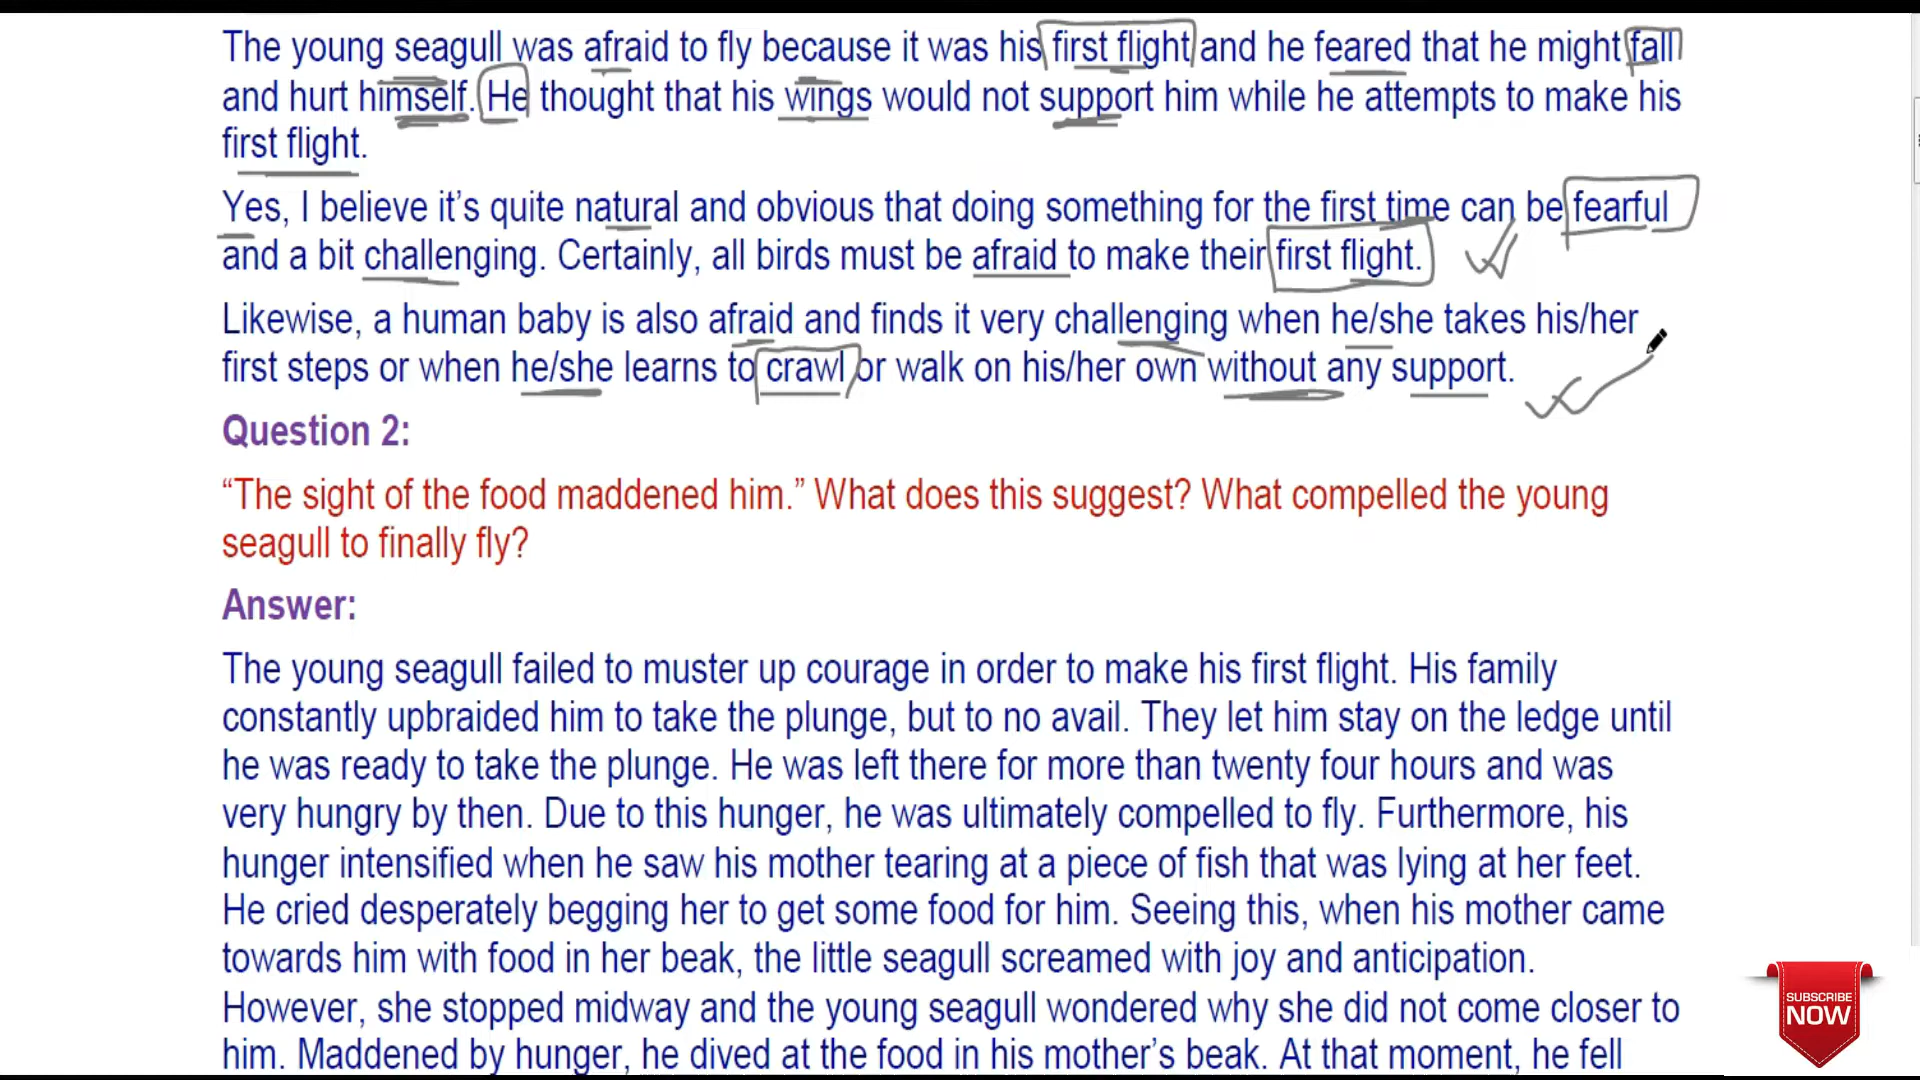 The young seagull was afraid to fly because it was his first flight and he feared that he might fall
and hurt himself. He thought that his wings would not support him while he attempts to make his
first flight.
Yes, I believe it's quite natural and obvious that doing something for the first time can be fearful
and a bit challenging. Certainly, all birds must be afraid to make their first flight.
Likewise, a human baby is also afraid and finds it very challenging when he/she takes his/her
first steps or when he/she learns to crawl or walk on his/her own without any support.
Question 2:
“The sight of the food maddened him.” What does this suggest? What compelled the young
seagull to finally fly?
Answer:
The young seagull failed to muster up courage in order to make his first flight. His family
constantly upbraided him to take the plunge, but to no avail. They let him stay on the ledge until
he was ready to take the plunge. He was left there for more than twenty four hours and was
very hungry by then. Due to this hunger, he was ultimately compelled to fly. Furthermore, his
hunger intensified when he saw his mother tearing at a piece of fish that was lying at her feet.
He cried desperately begging her to get some food for him. Seeing this, when his mother came
towards him with food in her beak, the little seagull screamed with joy and anticipation.
However, she stopped midway and the young seagull wondered why she did not come closer to
him. Maddened by hunger, he dived at the food in his mother's beak. At that moment, he fell
SUBSCRIBE
NOW